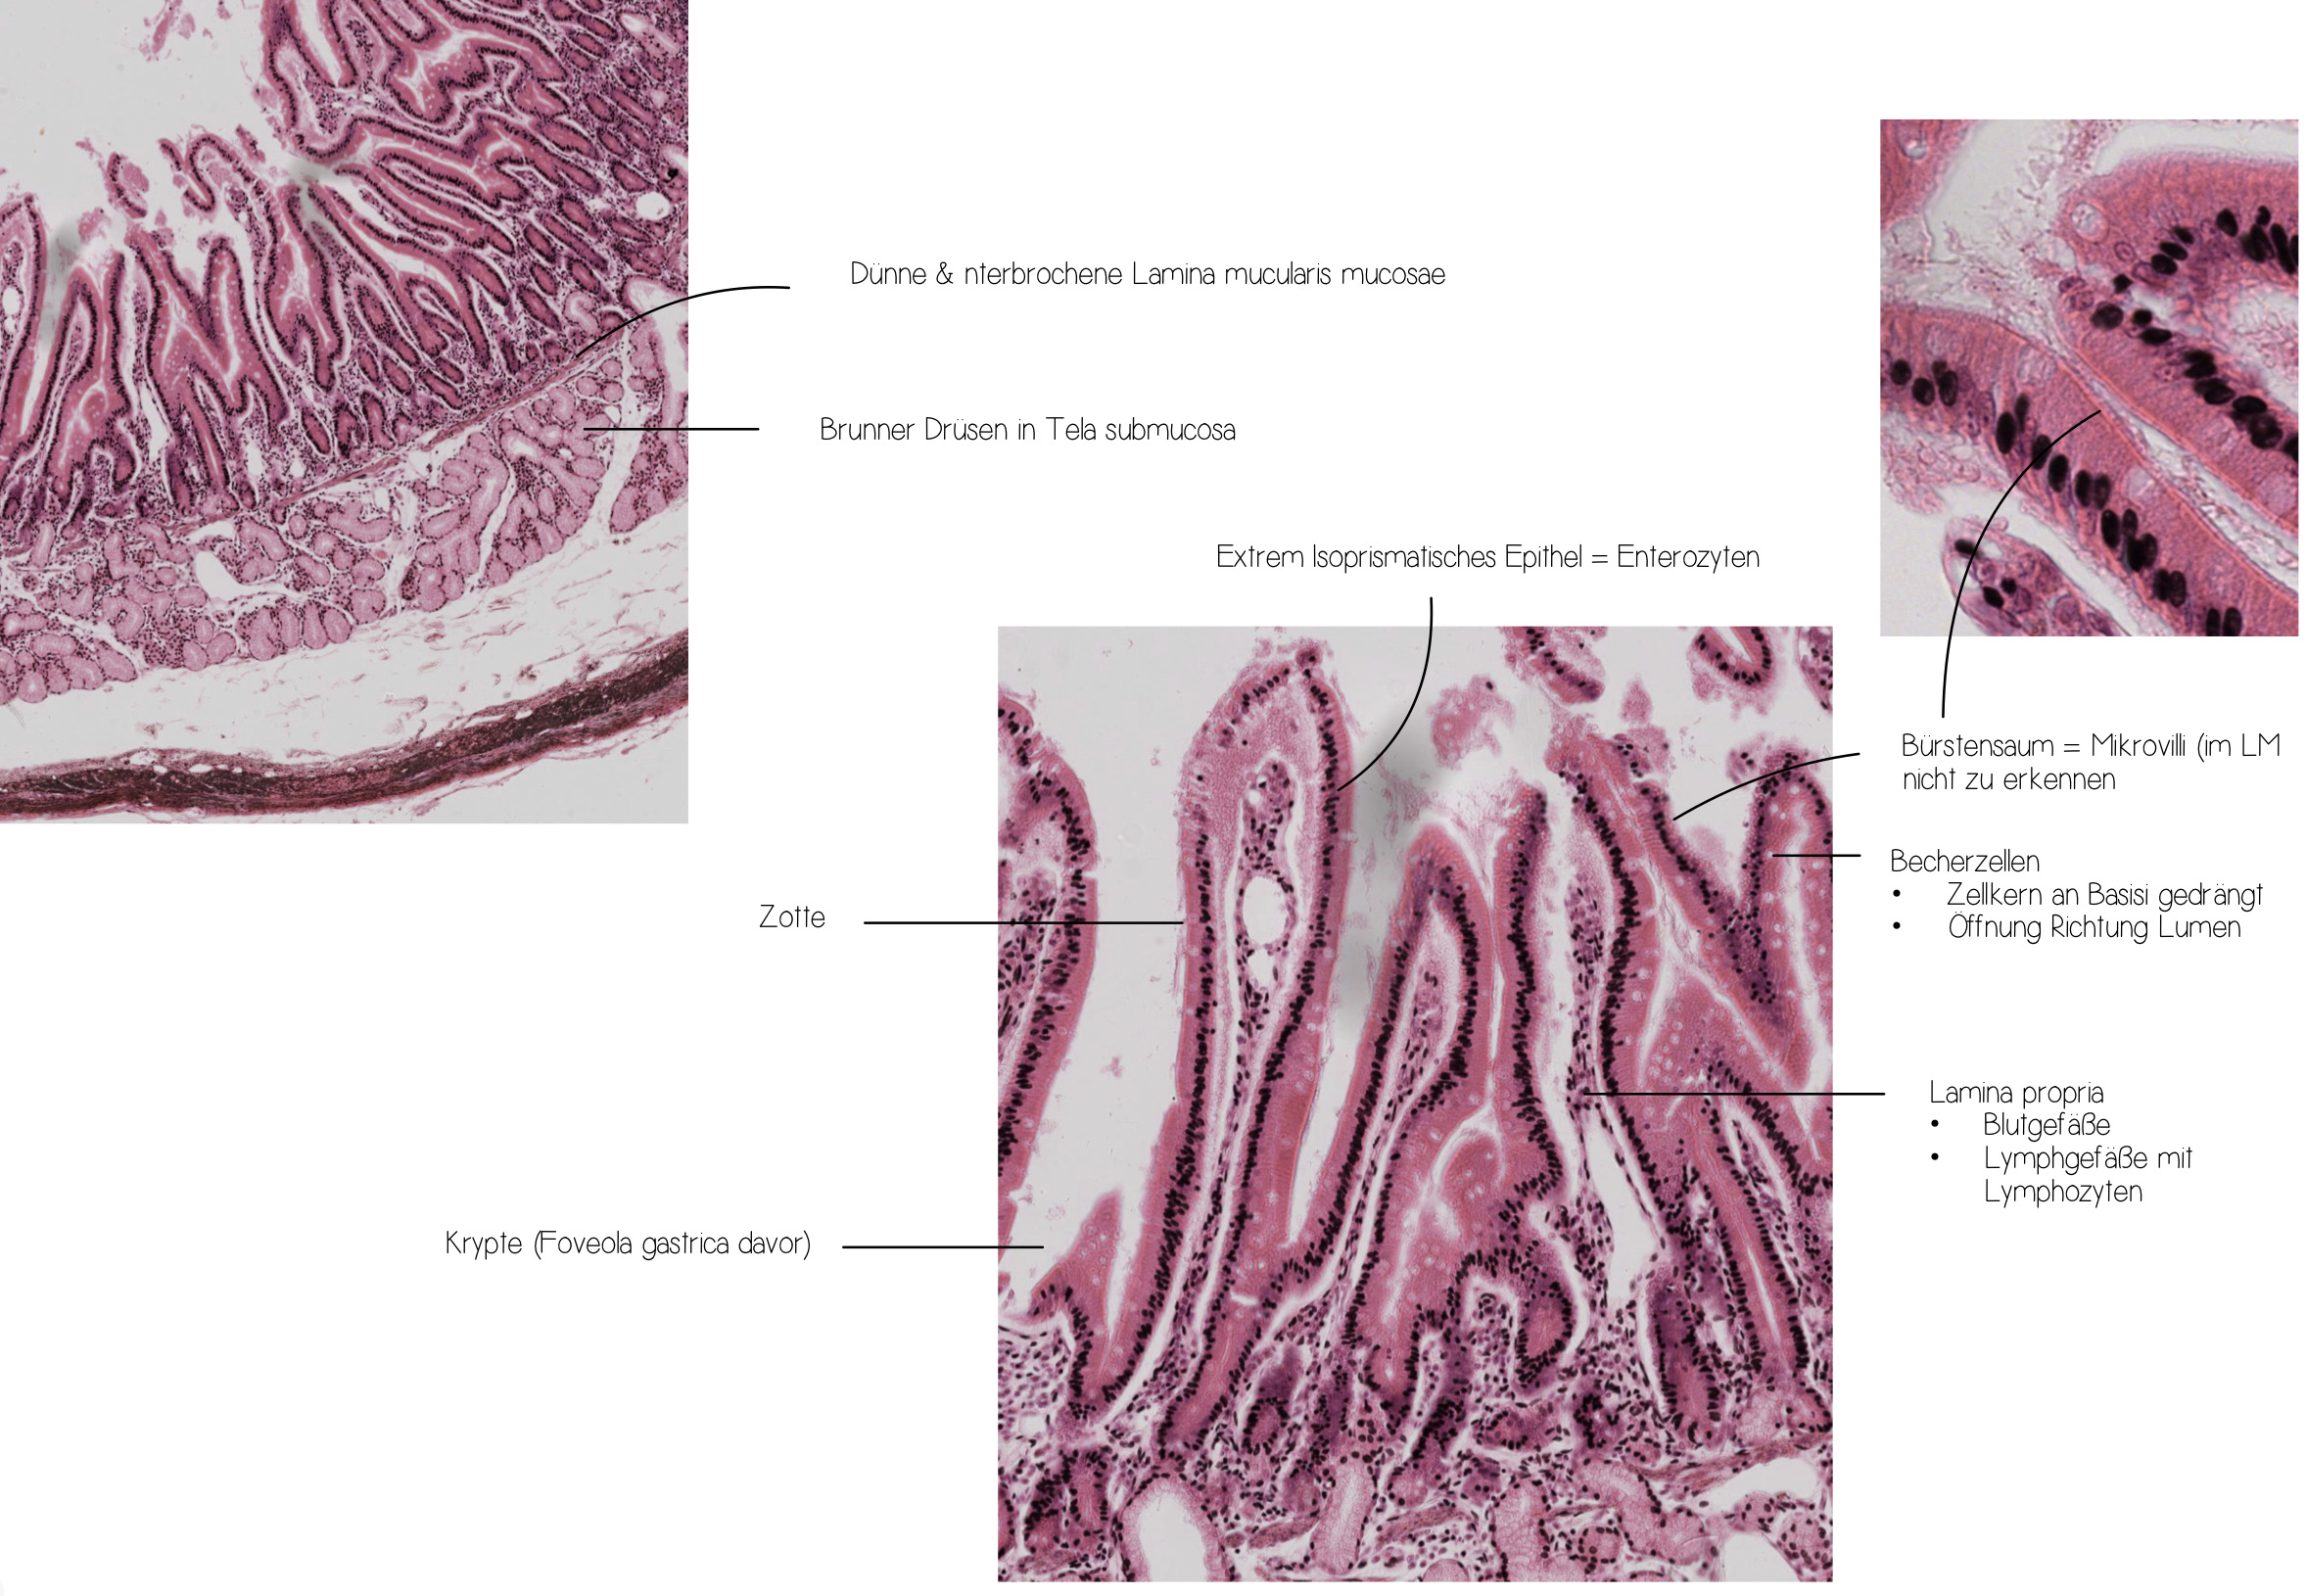 Dünne & nterbrochene Lamina mucularis mucosae
Brunner Drüsen in Tela submucosa
Extrem Isoprismatisches Epithel = Enterozyten
Bürstensaum = Mikrovilli (im LM
nicht zu erkennen
Becherzellen
• Zellkern an Basisi gedrängt
• Öffnung Richtung Lumen
Zotte
Lamina propria
• Blutgefäße
• Lymphgefäße mit
Lymphozyten
Krypte (Foveola gastrica davor)